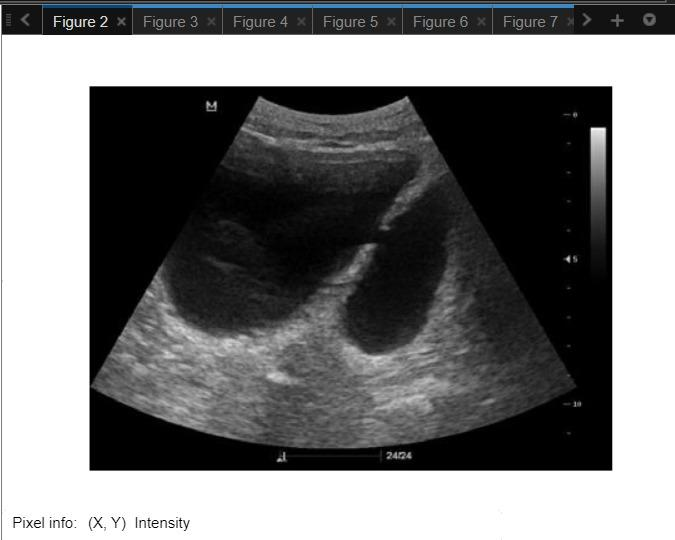 Figure 2 × Figure 3 × Figure 4 × Figure 5 × Figure 6 × Figure 7 ×
M
0
5
10
24/24
Pixel info: (X, Y) Intensity